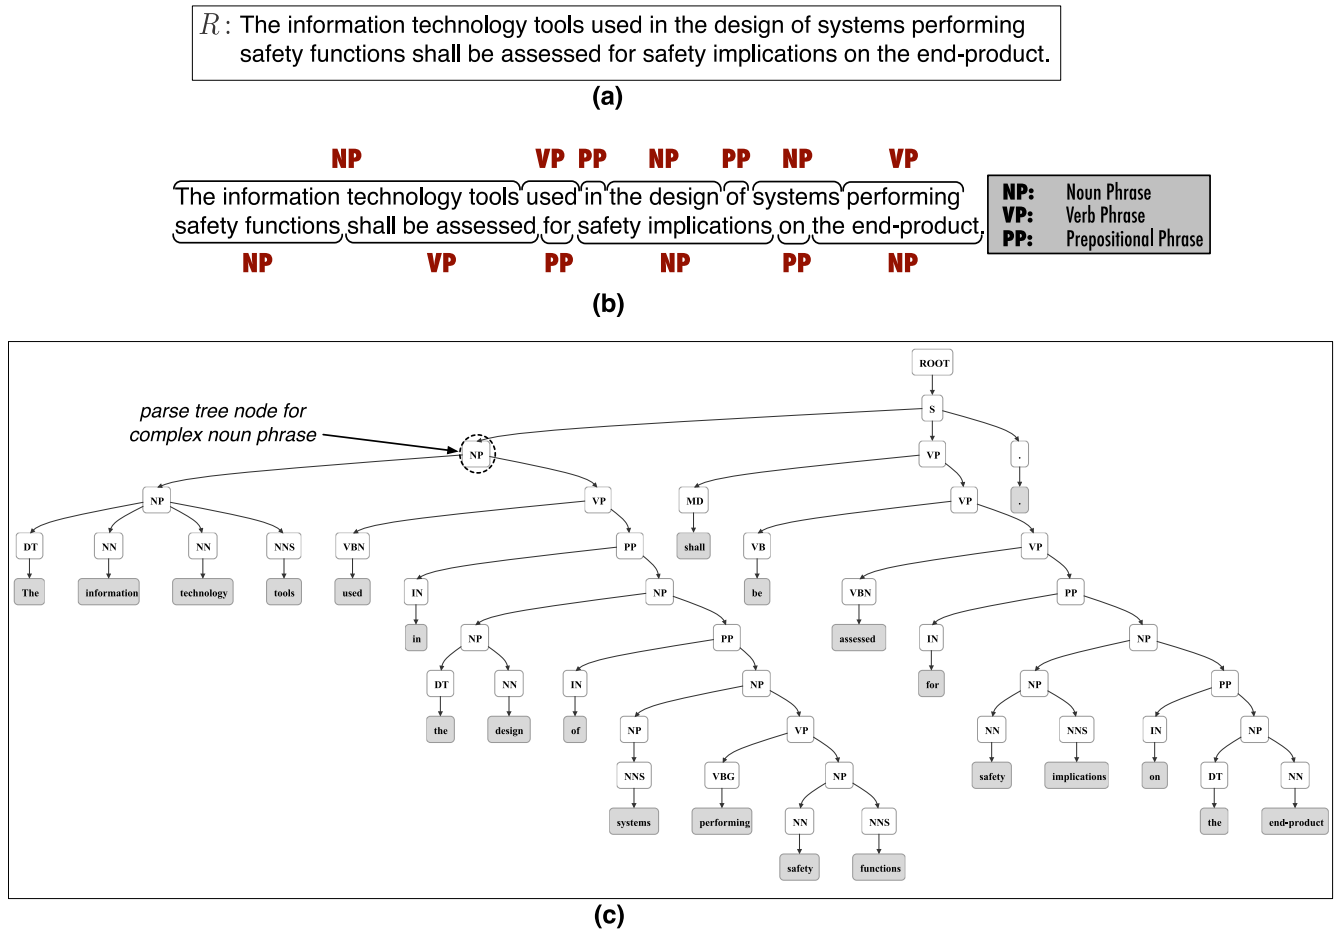 R: The information technology tools used in the design of systems performing
safety functions shall be assessed for safety implications on the end-product.
(a)
NP VP PP NP PP NP VP
The information technology tools used in the design of systems performing
safety functions shall be assessed for safety implications on the end-product.
NP VP PP NP PP NP
NP: Noun Phrase
VP: Verb Phrase
PP: Prepositional Phrase
(b)
ROOT
parse tree node for
complex noun phrase
S
NP VP .
NP VP MD VP .
DT NN NN NNS VBN PP shall VB VP
The information technology tools used IN NP be VBN PP
in NP PP assessed IN NP
DT NN IN NP for NP PP
the design of NP VP NN NNS IN NP
NNS VBG NP safety implications on DT NN
systems performing NN NNS the end-product
safety functions
(c)